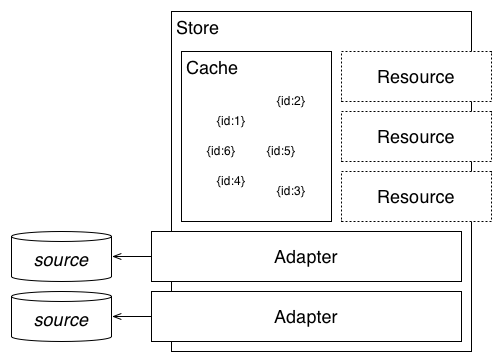 Store
Cache
Resource
{id:2}
{id:1}
Resource
{id:6}
{id:5}
{id:4}
{id:3}
Resource
source
Adapter
source
Adapter